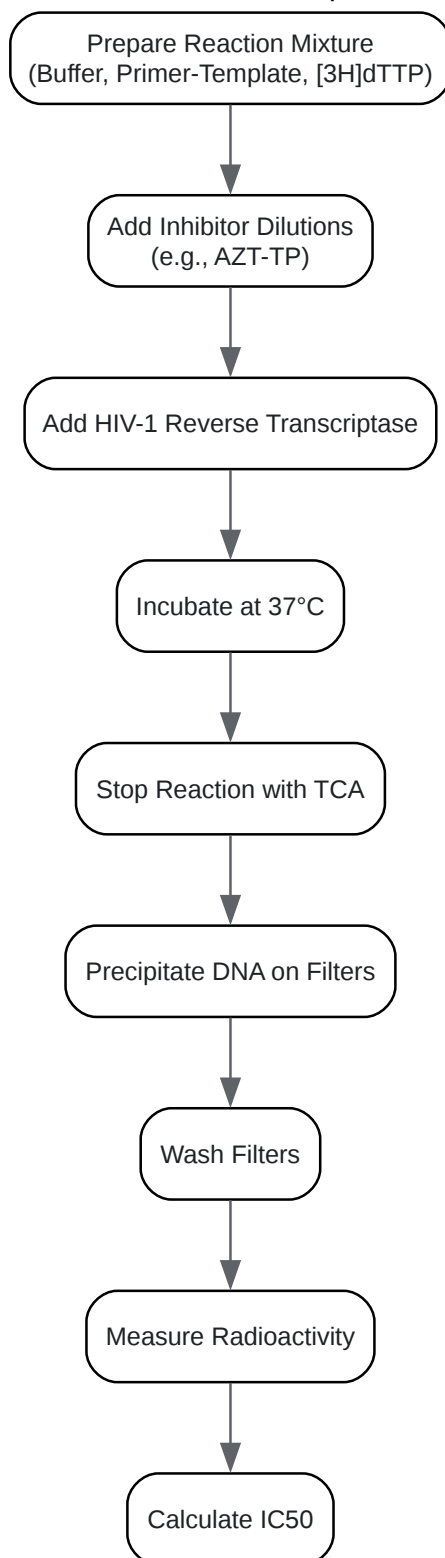 Prepare Reaction Mixture
(Buffer, Primer-Template, [3H]dTTP)
Add Inhibitor Dilutions
(e.g., AZT-TP)
Add HIV-1 Reverse Transcriptase
Incubate at 37°C
Stop Reaction with TCA
Precipitate DNA on Filters
Wash Filters
Measure Radioactivity
Calculate IC50